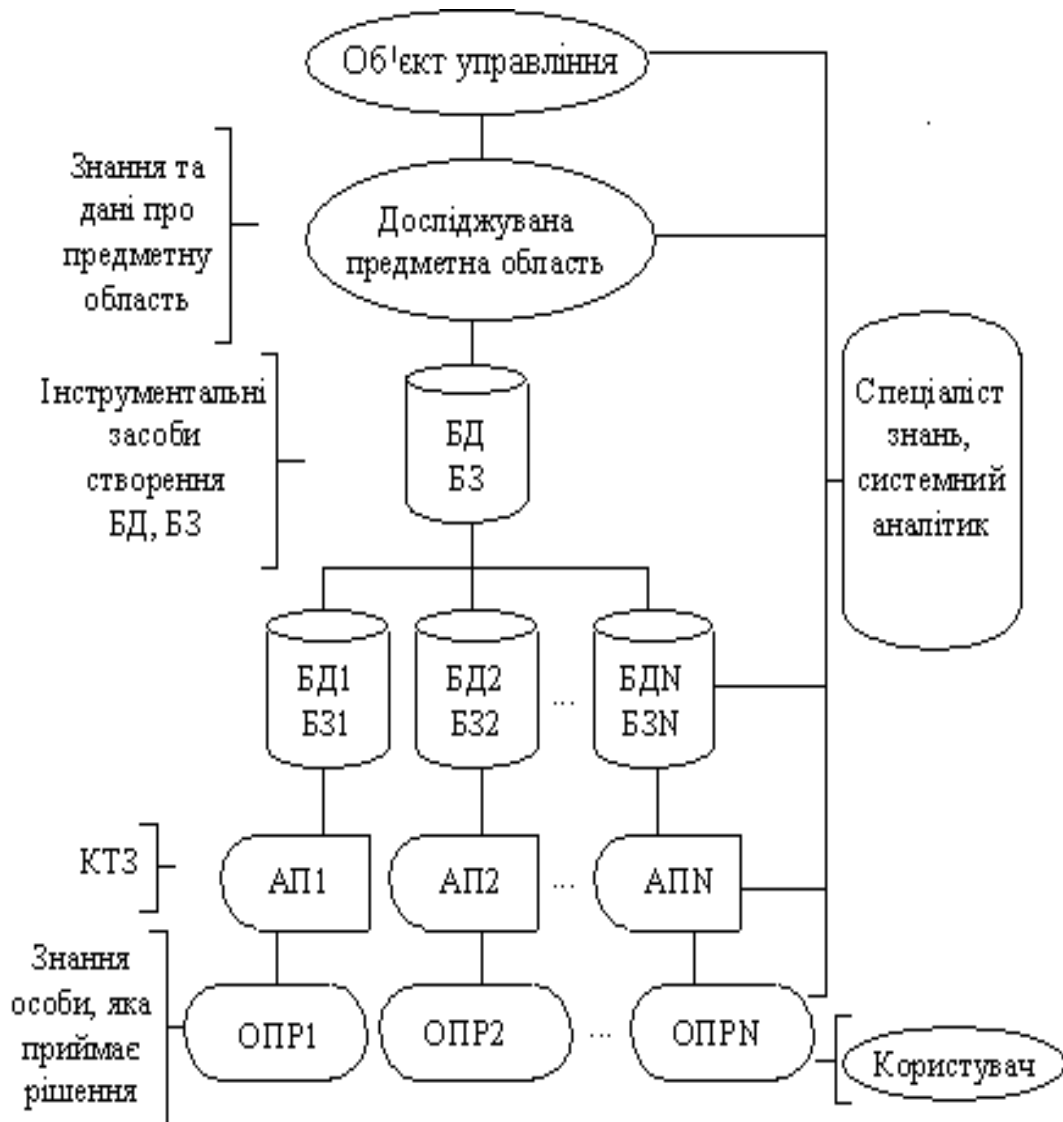 Об'єкт управління
Знання та
дані про
предметну
область
Досліджувана
предметна область
Інструментальні
засоби
створення
БД, БЗ
БД
БЗ
Спеціаліст
знань,
системний
аналітик
БД1
БЗ1
БД2
БЗ2
...
БДN
БЗN
КТЗ
АП1
АП2
...
АПN
Знання
особи, яка
приймає
рішення
ОПР1
ОПР2
...
ОПРN
Користувач